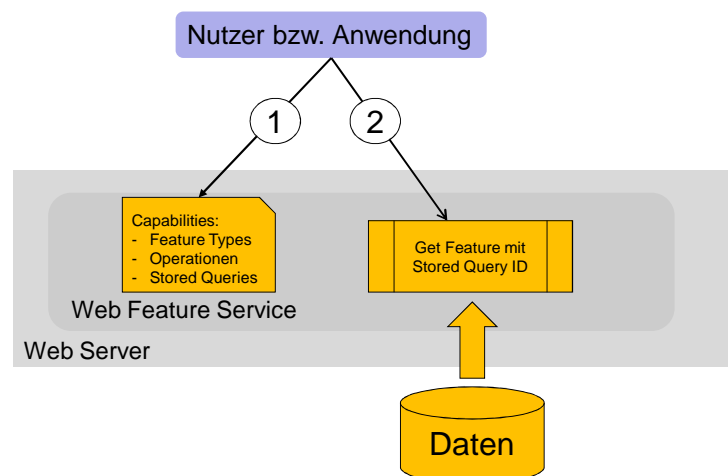 Nutzer bzw. Anwendung
1
2
Capabilities:
- Feature Types
- Operationen
- Stored Queries
Get Feature mit
Stored Query ID
Web Feature Service
Web Server
Daten